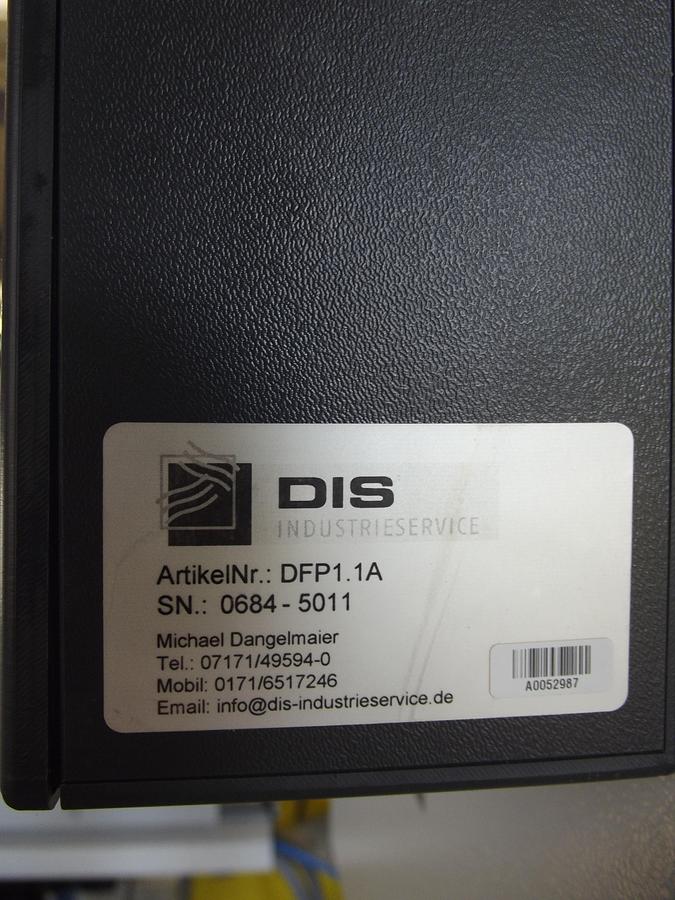 DIS
INDUSTRIESERVICE
ArtikelNr.: DFP1.1A
SN.: 0684 - 5011
Michael Dangelmaier
Tel.: 07171/49594-0
Mobil: 0171/6517246
Email: info@dis-industrieservice.de
A0052987